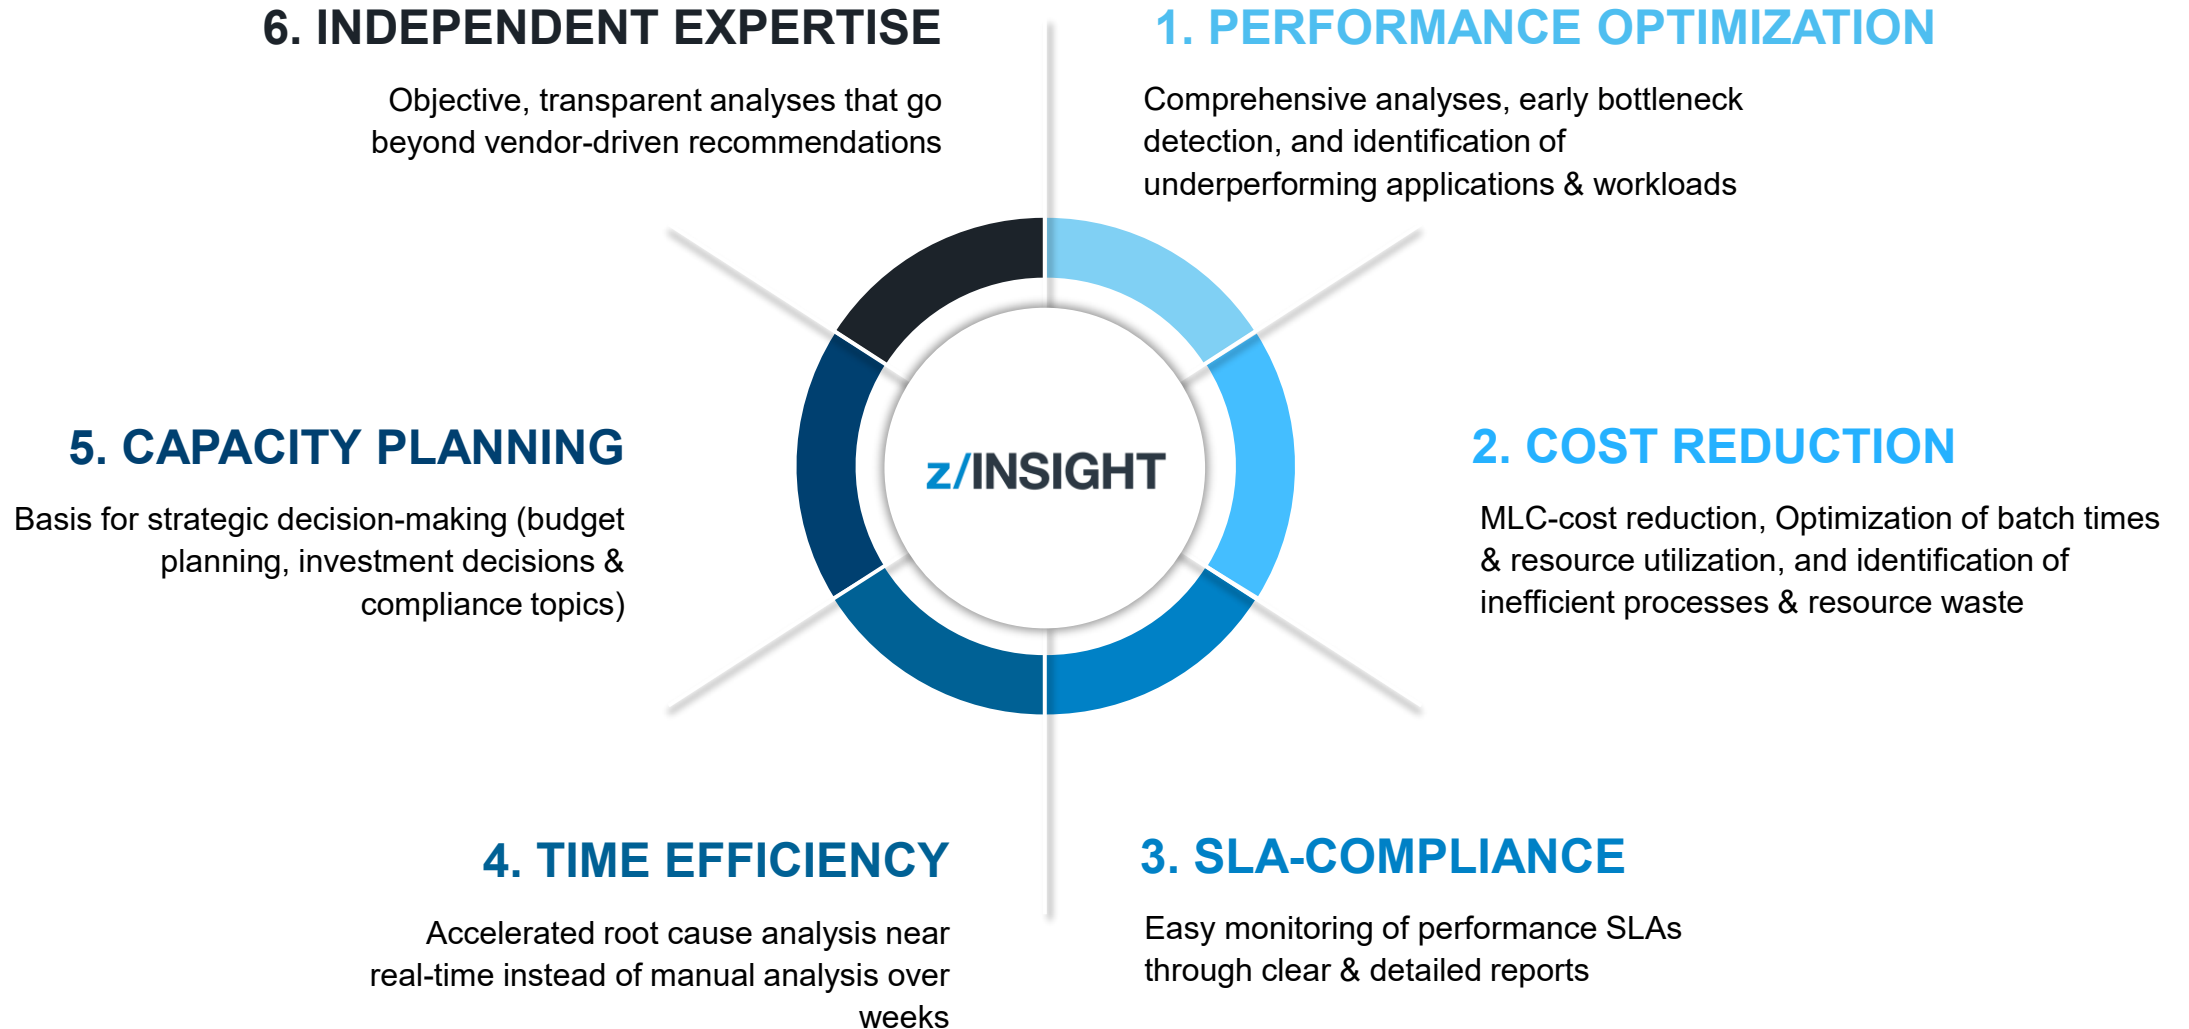 6. INDEPENDENT EXPERTISE
Objective, transparent analyses that go
beyond vendor-driven recommendations
1. PERFORMANCE OPTIMIZATION
Comprehensive analyses, early bottleneck
detection, and identification of
underperforming applications & workloads
5. CAPACITY PLANNING
Basis for strategic decision-making (budget
planning, investment decisions &
compliance topics)
z/INSIGHT
2. COST REDUCTION
MLC-cost reduction, Optimization of batch times
& resource utilization, and identification of
inefficient processes & resource waste
4. TIME EFFICIENCY
Accelerated root cause analysis near
real-time instead of manual analysis over
weeks
3. SLA-COMPLIANCE
Easy monitoring of performance SLAs
through clear & detailed reports